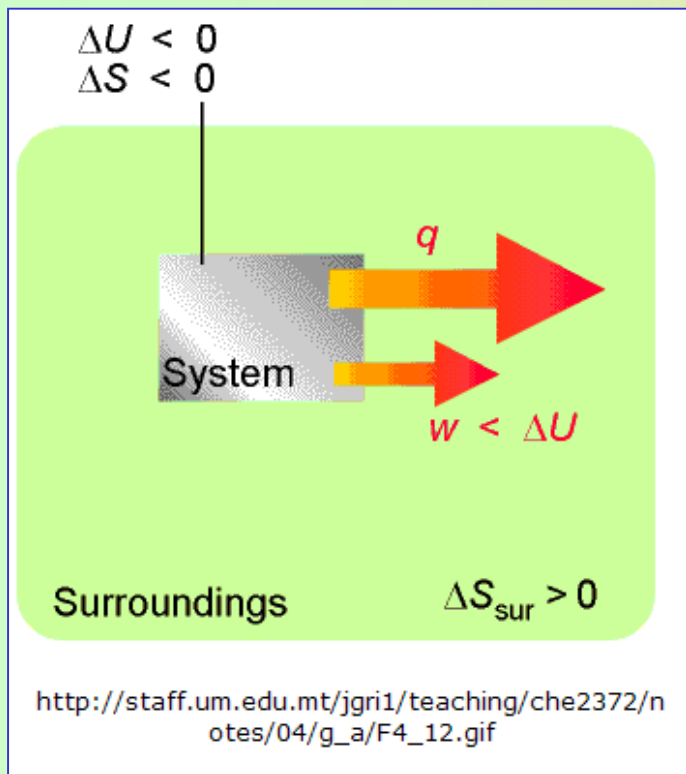 ΔU < 0
ΔS < 0
q
System
w < ΔU
Surroundings
ΔS_sur > 0
http://staff.um.edu.mt/jgri1/teaching/che2372/n
otes/04/g_a/F4_12.gif